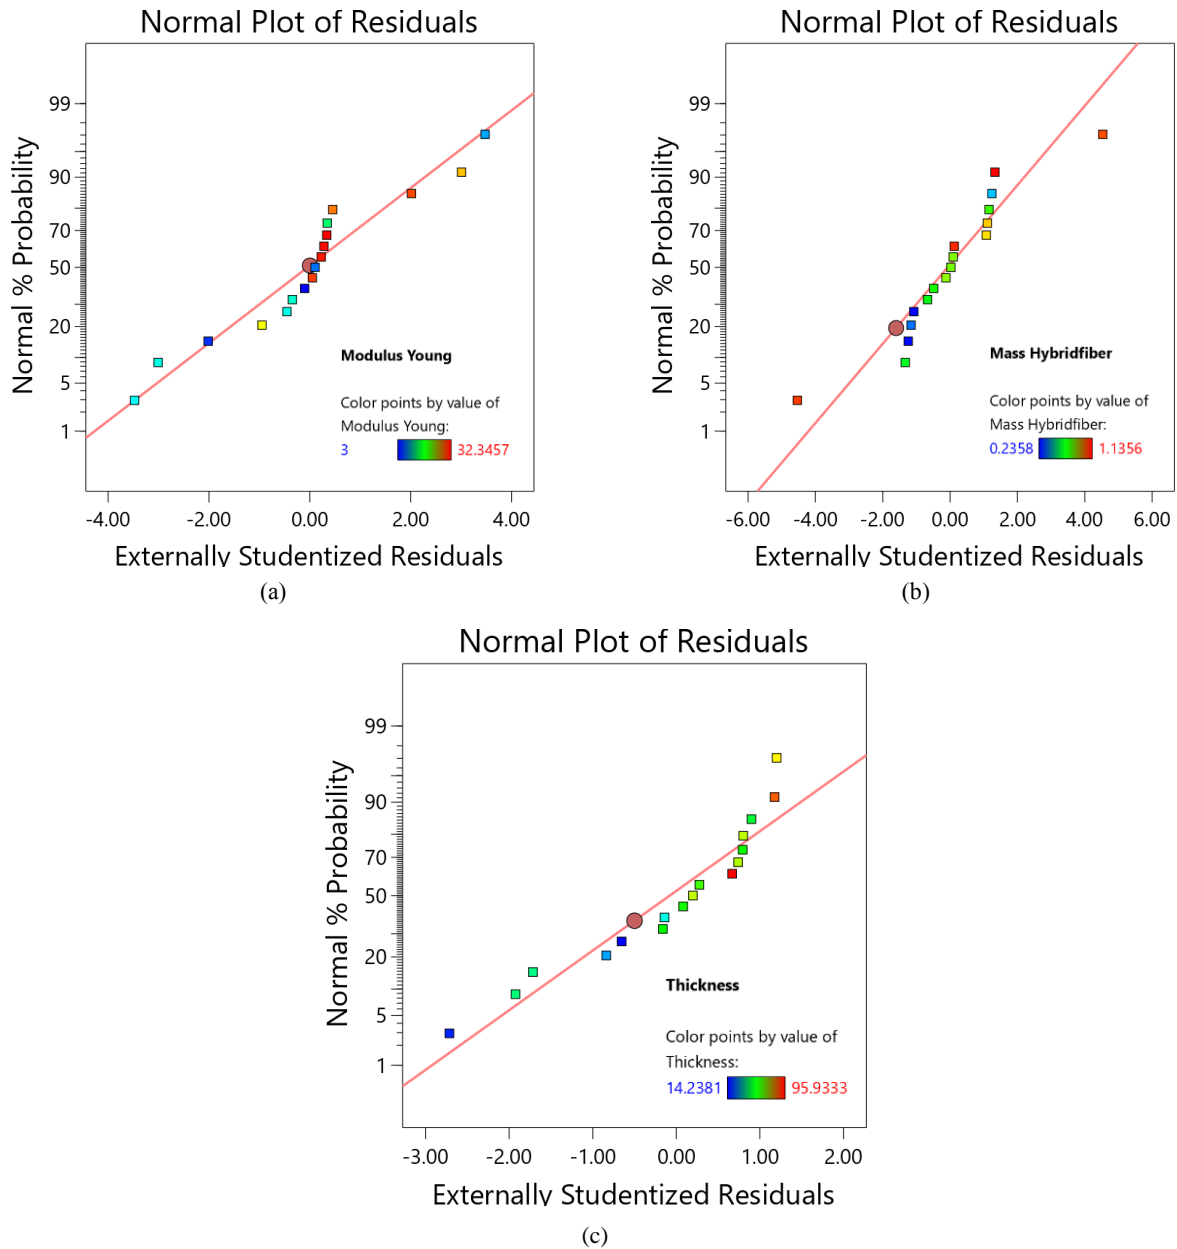 Normal Plot of Residuals
Normal % Probability
99
90
70
50
20
5
1
Modulus Young
Color points by value of
Modulus Young:
3 32.3457
-4.00 -2.00 0.00 2.00 4.00
Externally Studentized Residuals
(a)
Normal Plot of Residuals
Normal % Probability
99
90
70
50
20
5
1
Mass Hybridfiber
Color points by value of
Mass Hybridfiber:
0.2358 1.1356
-6.00 -4.00 -2.00 0.00 2.00 4.00 6.00
Externally Studentized Residuals
(b)
Normal Plot of Residuals
Normal % Probability
99
90
70
50
20
5
1
Thickness
Color points by value of
Thickness:
14.2381 95.9333
-3.00 -2.00 -1.00 0.00 1.00 2.00
Externally Studentized Residuals
(c)